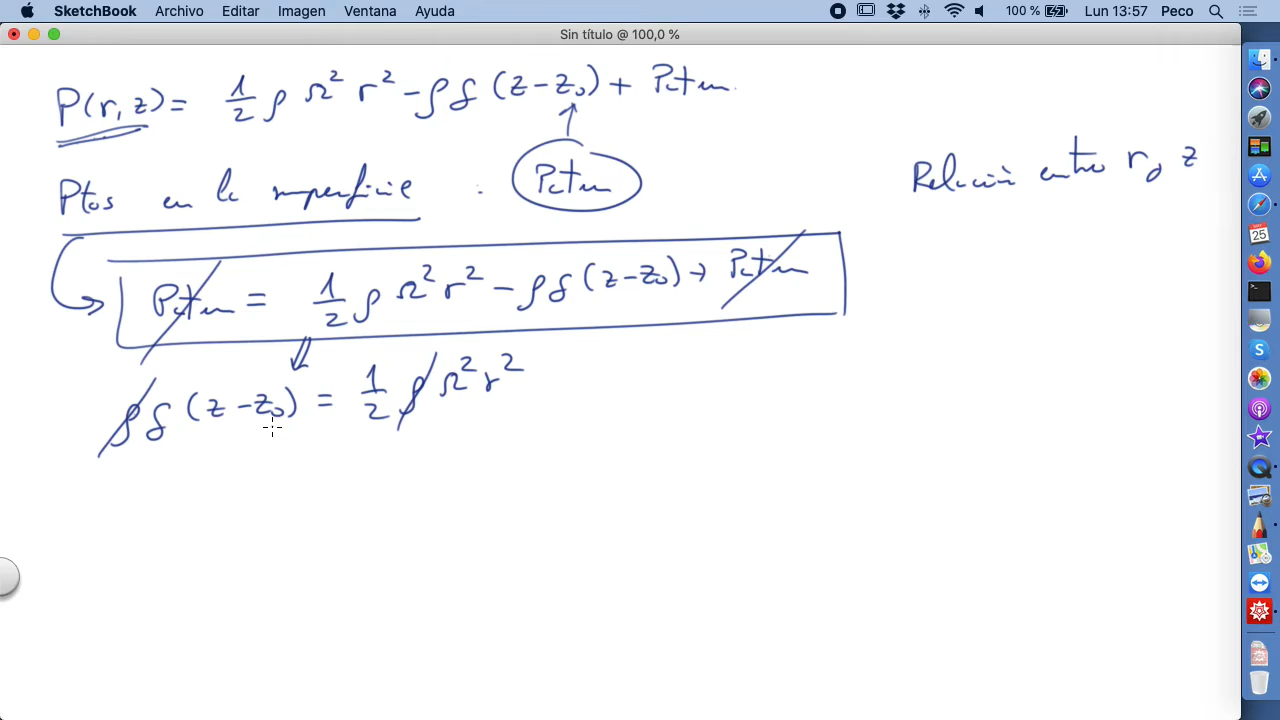 SketchBook Archivo Editar Imagen Ventana Ayuda 100 % Lun 13:57 Peco
Sin título @ 100,0 %
P(r, z) = 1/2 ρ Ω² r² - ρg (z - z₀) + Patm
Ptos en la superficie : Patm
Relación entre r y z
Patm = 1/2 ρ Ω² r² - ρg (z - z₀) + Patm
ρg (z - z₀) = 1/2 ρ Ω² r²
25